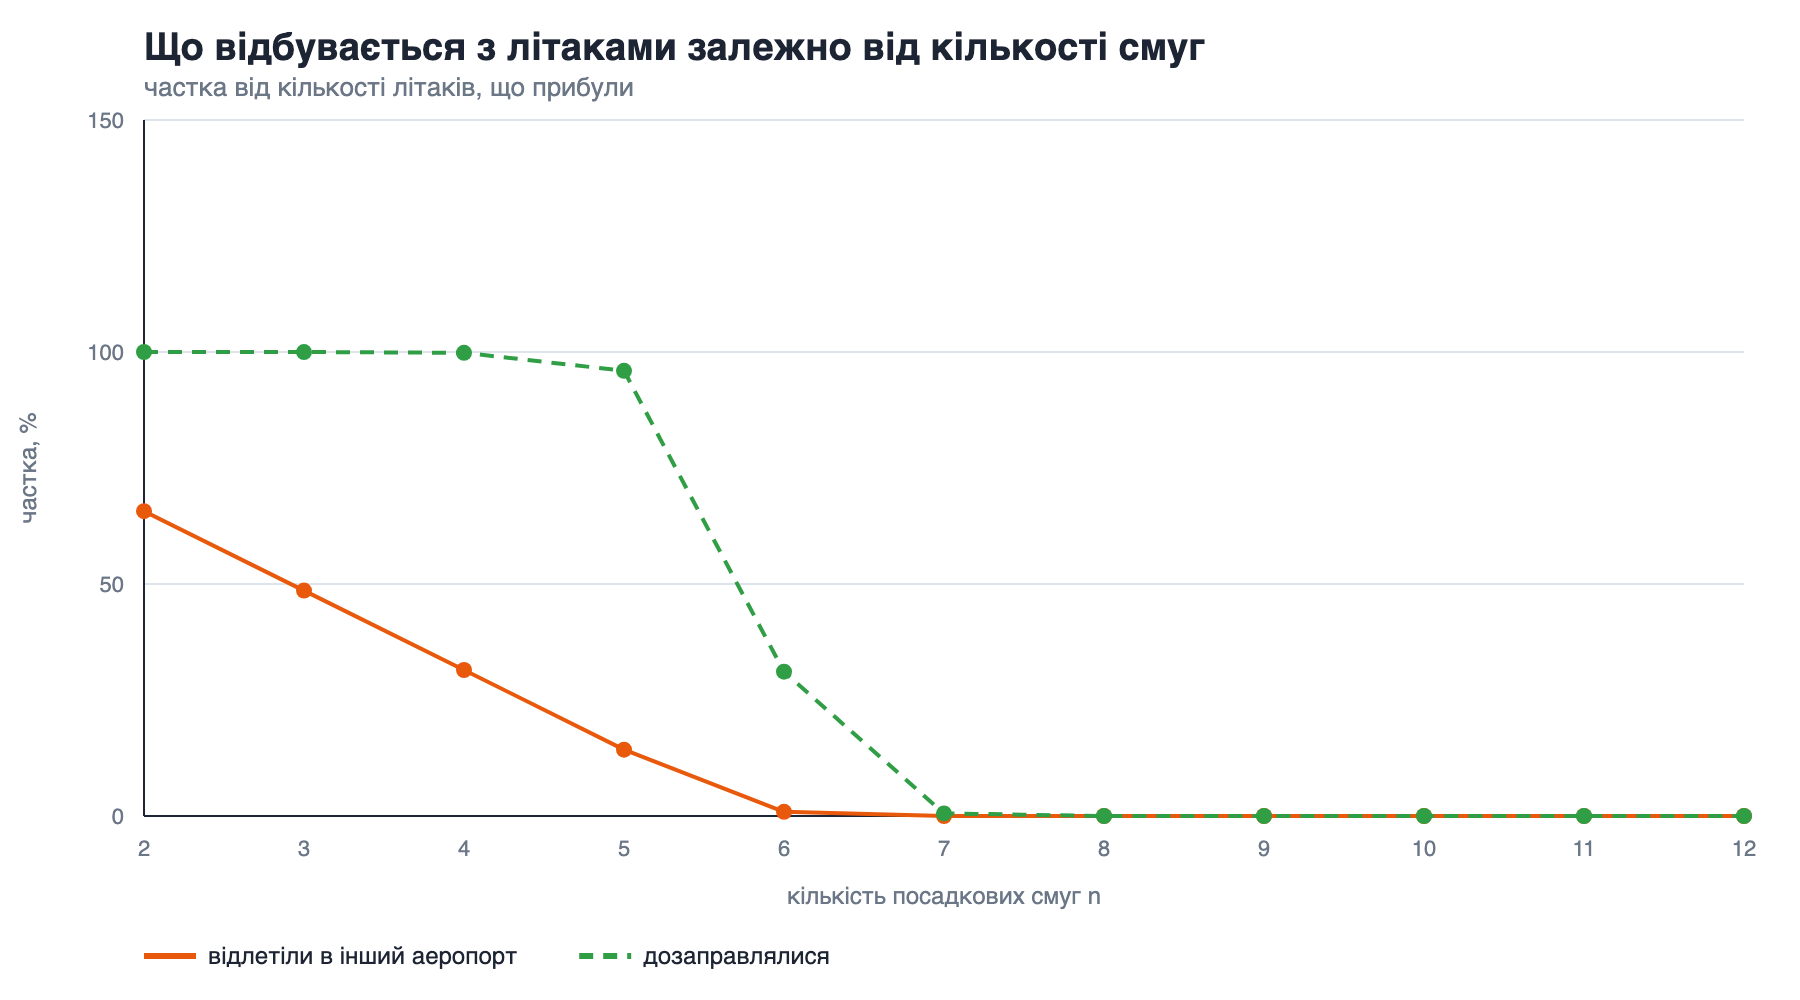 Що відбувається з літаками залежно від кількості смуг
частка від кількості літаків, що прибули
150
100
50
0
частка, %
2 3 4 5 6 7 8 9 10 11 12
кількість посадкових смуг n
відлетіли в інший аеропорт дозаправлялися